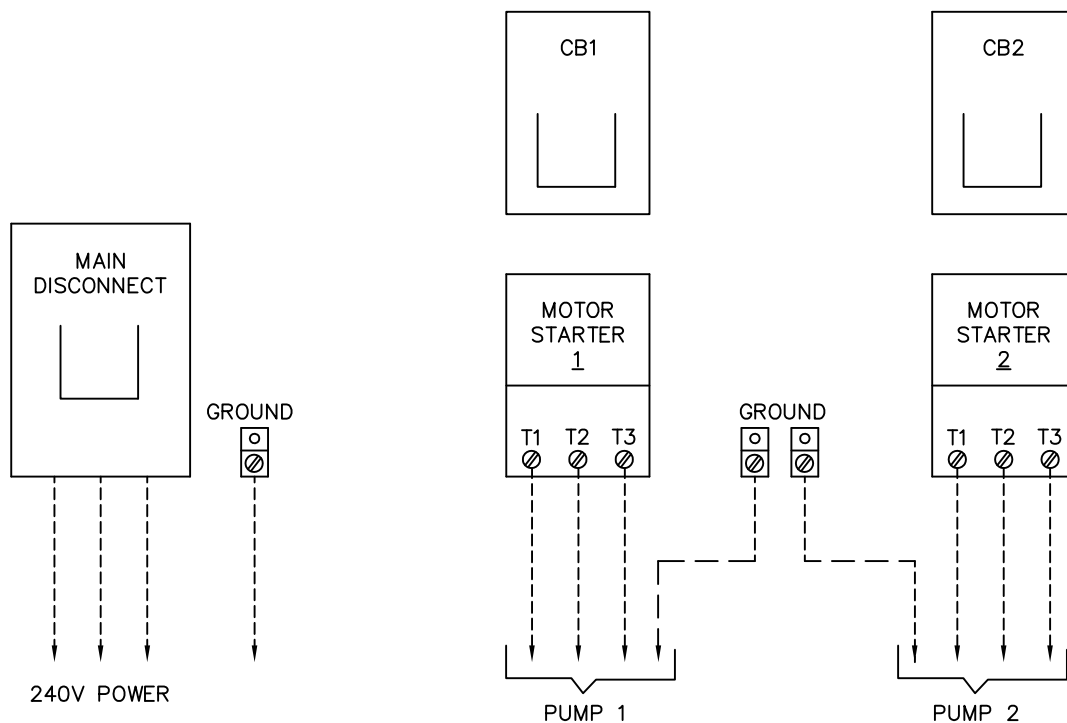 CB1
CB2
MAIN
DISCONNECT
MOTOR
STARTER
1
MOTOR
STARTER
2
GROUND
GROUND
T1 T2 T3
T1 T2 T3
240V POWER
PUMP 1
PUMP 2